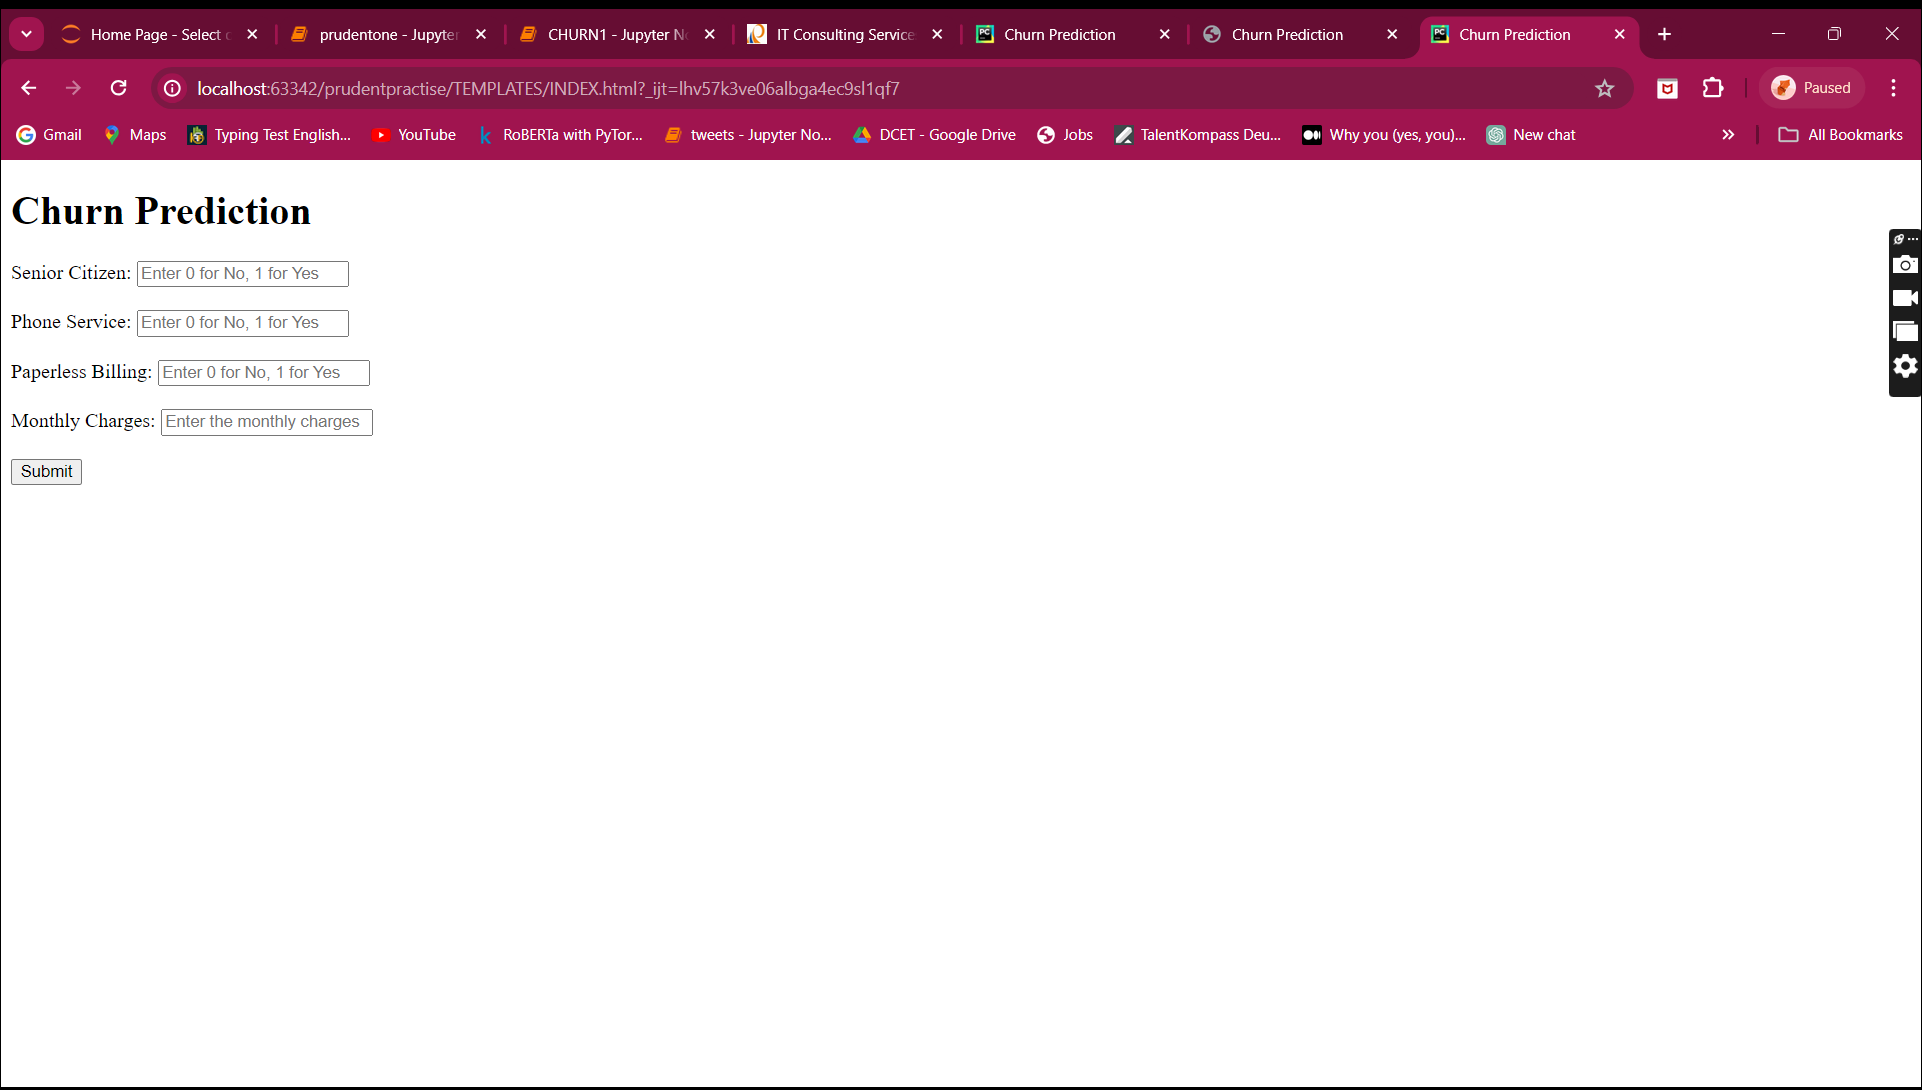 Home Page - Select
prudentone - Jupyter
CHURN1 - Jupyter No
IT Consulting Service
Churn Prediction
Churn Prediction
Churn Prediction
localhost:63342/prudentpractise/TEMPLATES/INDEX.html?_ijt=lhv57k3ve06albga4ec9sl1qf7
Paused
Gmail
Maps
Typing Test English...
YouTube
RoBERTa with PyTor...
tweets - Jupyter No...
DCET - Google Drive
Jobs
TalentKompass Deu...
Why you (yes, you)...
New chat
All Bookmarks
Churn Prediction
Senior Citizen: Enter 0 for No, 1 for Yes
Phone Service: Enter 0 for No, 1 for Yes
Paperless Billing: Enter 0 for No, 1 for Yes
Monthly Charges: Enter the monthly charges
Submit